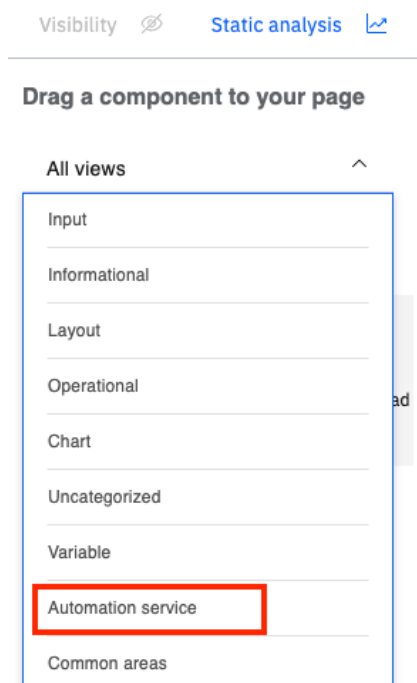 Visibility Static analysis
Drag a component to your page
All views
Input
Informational
Layout
Operational
ad
Chart
Uncategorized
Variable
Automation service
Common areas